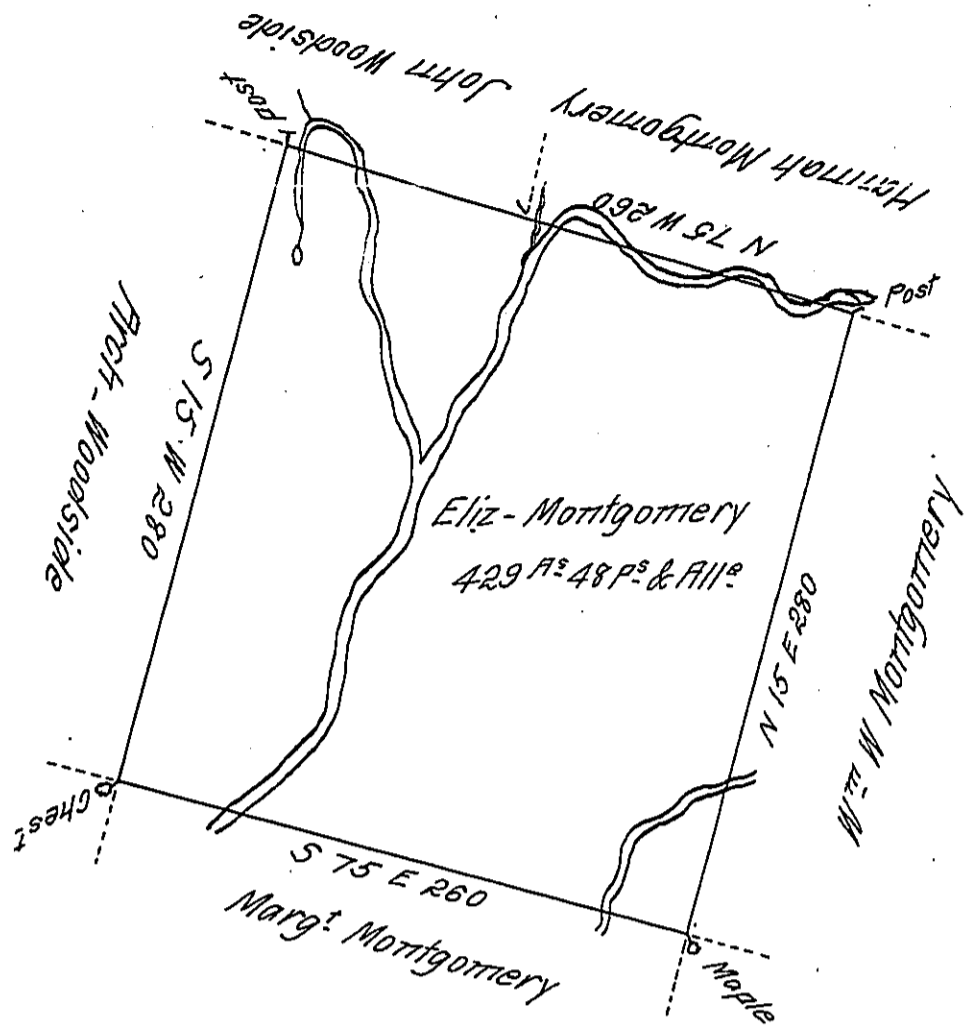 John Woodside
Hannah Montgomery
Post
N 75 W 260
Post
Arch. Woodside
S 15 W 280
Eliz - Montgomery
429 As 48 Ps & Alle
N 15 E 280
Wm W Montgomery
Chest
S 75 E 260
Margt Montgomery
Maple